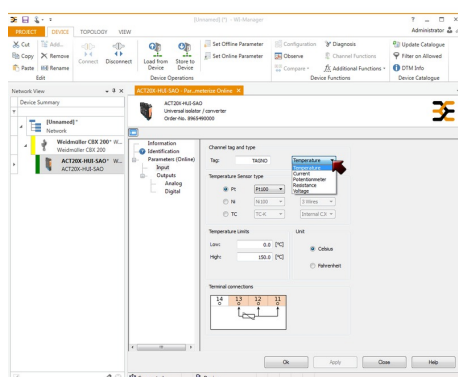 [Unnamed]* (*) - H5 Manager
PROJECT DEVICE TOPOLOGY VIEW
Administrator
Cut
Copy
Paste
Add...
Remove
Rename
Connect
Disconnect
Load from Device
Store to Device
Set Offline Parameter
Set Online Parameter
Configuration
Observe
Compare
Diagnosis
Channel Functions
Additional Functions
Update Catalogue
Filter on Allowed
DTM Info
Edit
Device Operations
Device Functions
Device Catalogue
Network View
Device Summary
[Unnamed]*
Network
Weidmüller CBX 200* W...
Weidmüller CBX 200
ACT20X-HUI-SAO* W...
ACT20X-HUI-SAO
ACT20X-HUI-SAO - Par...meterize Online
ACT20X-HUI-SAO
Universal isolator / converter
Order-No. 8965490000
Information
Identification
Parametes (Online)
Input
Outputs
Analog
Digital
Channel tag and type
Tag: TAGNO Temperature
Temperature
Current
Potentionmeter
Resistance
Voltage
Temperature Sensor type
Pt Pt100
Ni Ni100 3 Wires
TC TC-K Internal CJ
Temperature Limits
Low: 0.0 [°C]
High: 150.0 [°C]
Unit
Celsius
Fahrenheit
Terminal connections
14 13 12 11
Ok Apply Close Help